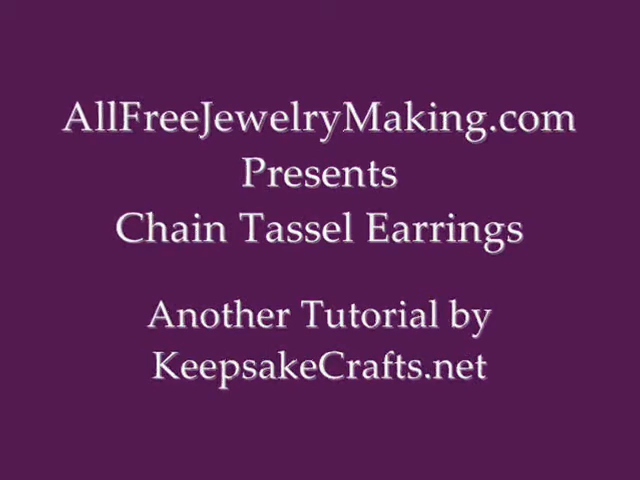 AllFreeJewelryMaking.com
Presents
Chain Tassel Earrings
Another Tutorial by
KeepsakeCrafts.net